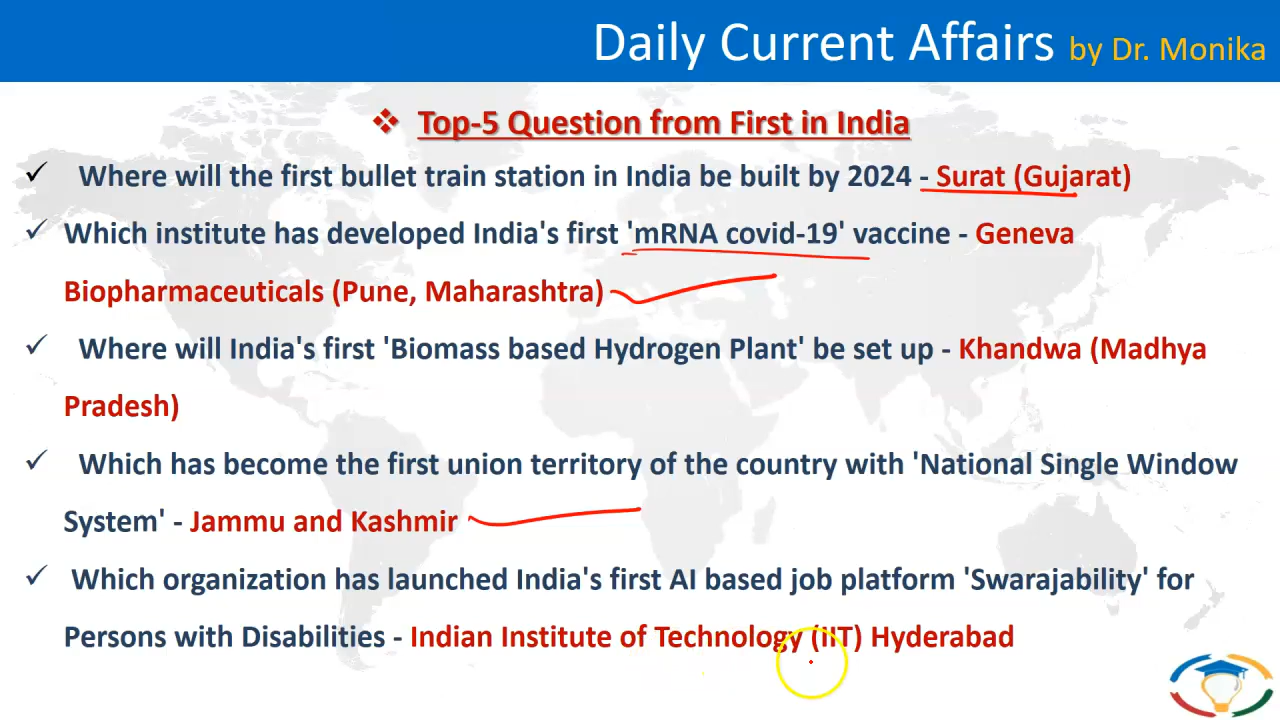 Daily Current Affairs by Dr. Monika
❖ Top-5 Question from First in India
✓ Where will the first bullet train station in India be built by 2024 - Surat (Gujarat)
✓ Which institute has developed India's first 'mRNA covid-19' vaccine - Geneva
Biopharmaceuticals (Pune, Maharashtra)
✓ Where will India's first 'Biomass based Hydrogen Plant' be set up - Khandwa (Madhya
Pradesh)
✓ Which has become the first union territory of the country with 'National Single Window
System' - Jammu and Kashmir
✓ Which organization has launched India's first AI based job platform 'Swarajability' for
Persons with Disabilities - Indian Institute of Technology (IIT) Hyderabad